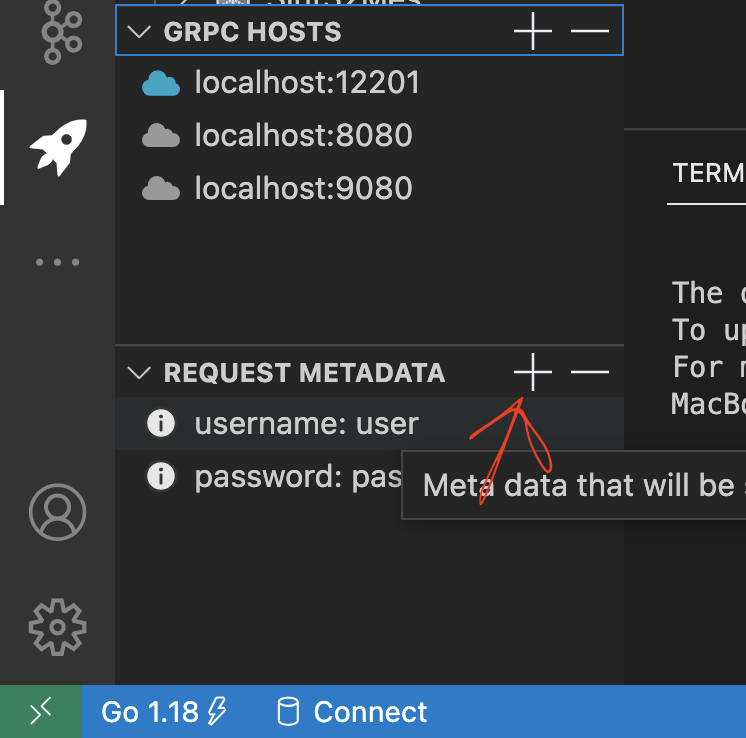 GRPC HOSTS
localhost:12201
localhost:8080
localhost:9080
TERM
The
To up
For
MacBo
REQUEST METADATA
username: user
password: pas
Meta data that will be
Go 1.18
Connect